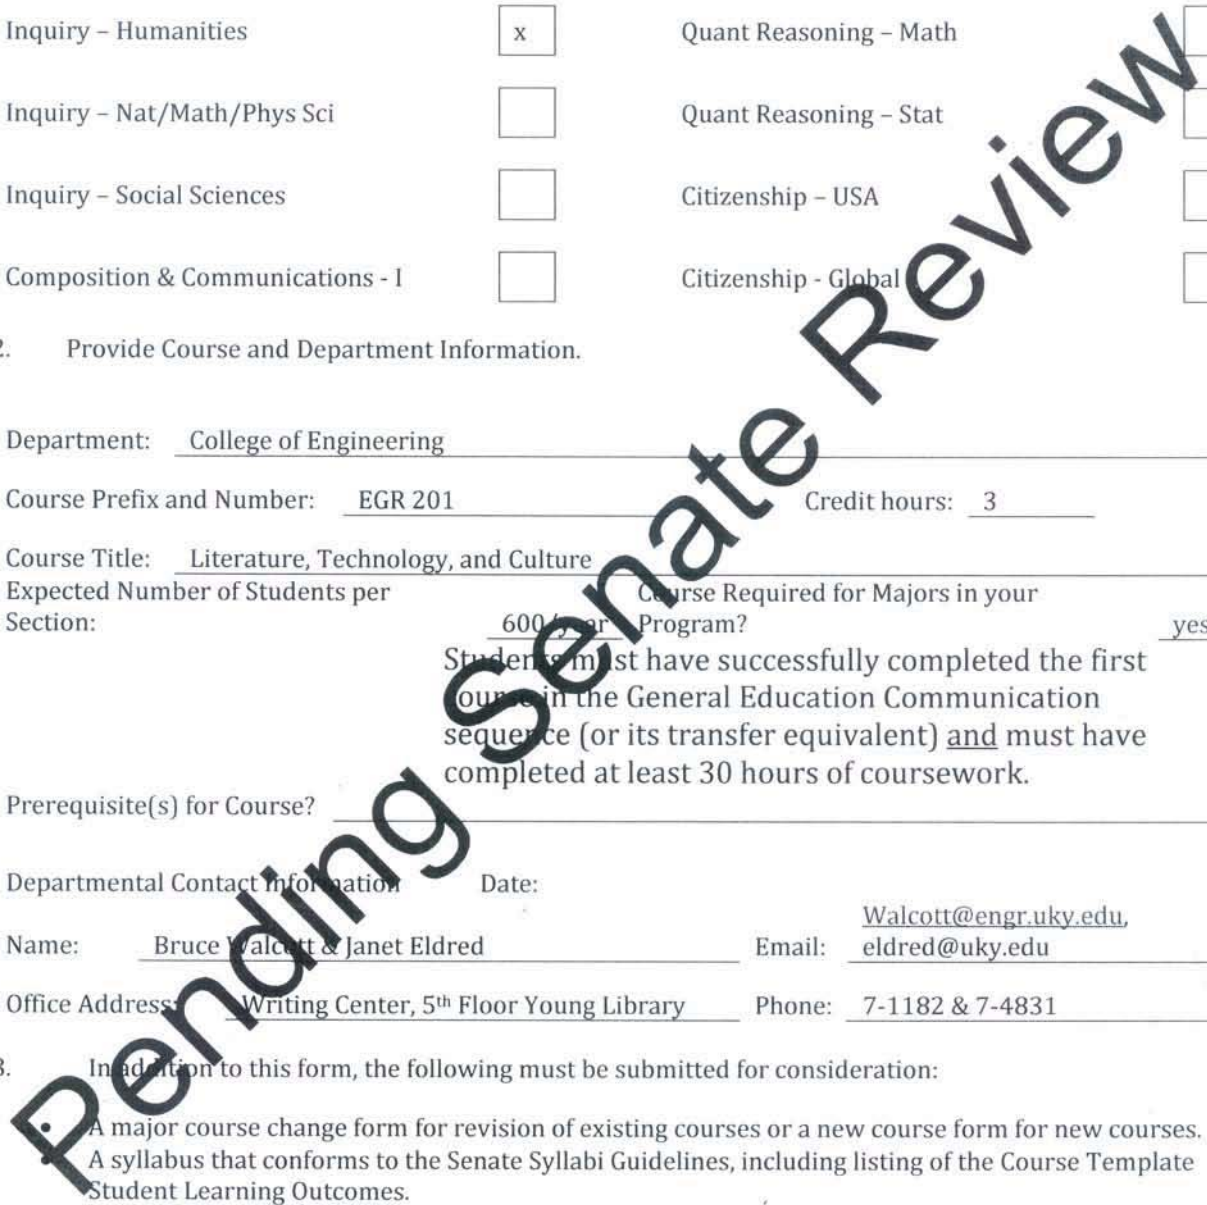 Inquiry – Humanities x Quant Reasoning – Math
Inquiry – Nat/Math/Phys Sci Quant Reasoning – Stat
Inquiry – Social Sciences Citizenship – USA
Composition & Communications - I Citizenship - Global
2. Provide Course and Department Information.
Department: College of Engineering
Course Prefix and Number: EGR 201 Credit hours: 3
Course Title: Literature, Technology, and Culture
Expected Number of Students per Course Required for Majors in your
Section: 600/year Program? yes
Students must have successfully completed the first
course in the General Education Communication
sequence (or its transfer equivalent) and must have
completed at least 30 hours of coursework.
Prerequisite(s) for Course?
Departmental Contact Information Date:
Walcott@engr.uky.edu,
Name: Bruce Walcott & Janet Eldred Email: eldred@uky.edu
Office Address: Writing Center, 5th Floor Young Library Phone: 7-1182 & 7-4831
3. In addition to this form, the following must be submitted for consideration:
• A major course change form for revision of existing courses or a new course form for new courses.
• A syllabus that conforms to the Senate Syllabi Guidelines, including listing of the Course Template
Student Learning Outcomes.
Pending Senate Review